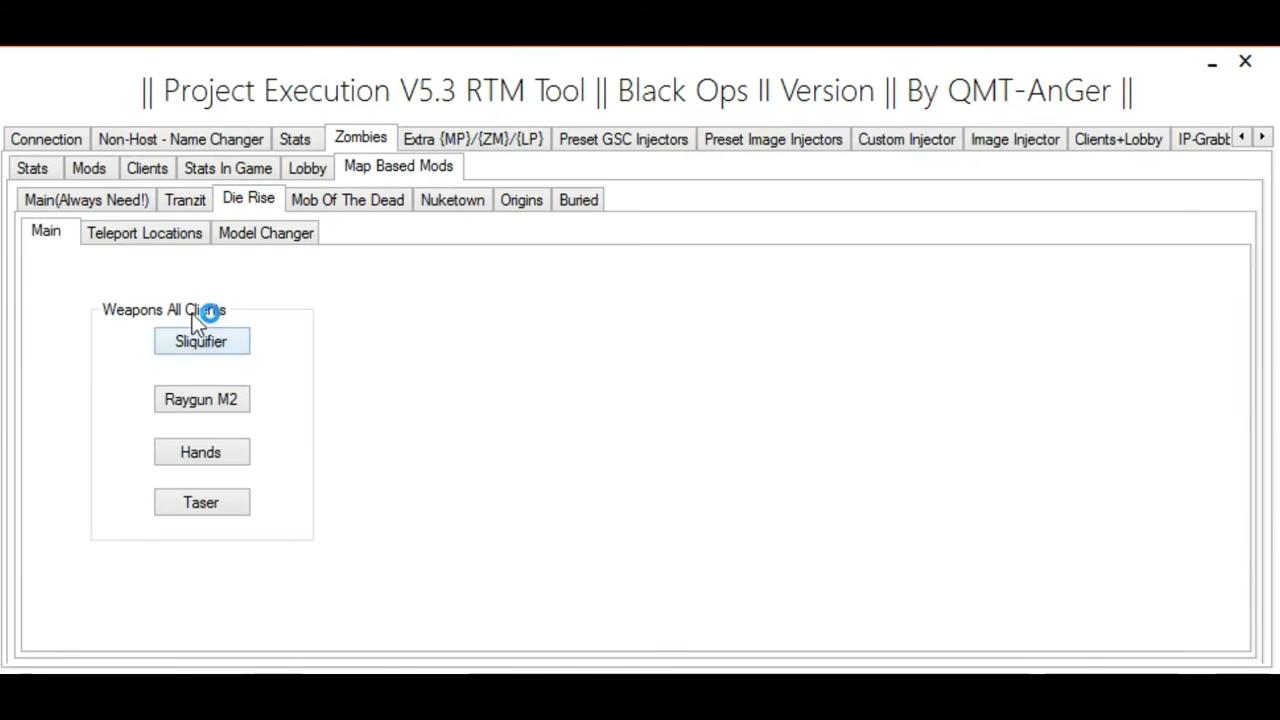 || Project Execution V5.3 RTM Tool || Black Ops II Version || By QMT-AnGer ||
Connection Non-Host - Name Changer Stats Zombies Extra {MP}/{ZM}/{LP} Preset GSC Injectors Preset Image Injectors Custom Injector Image Injector Clients+Lobby IP-Grabb
Stats Mods Clients Stats In Game Lobby Map Based Mods
Main(Always Need!) Tranzit Die Rise Mob Of The Dead Nuketown Origins Buried
Main Teleport Locations Model Changer
Weapons All Clients
Sliquifier
Raygun M2
Hands
Taser